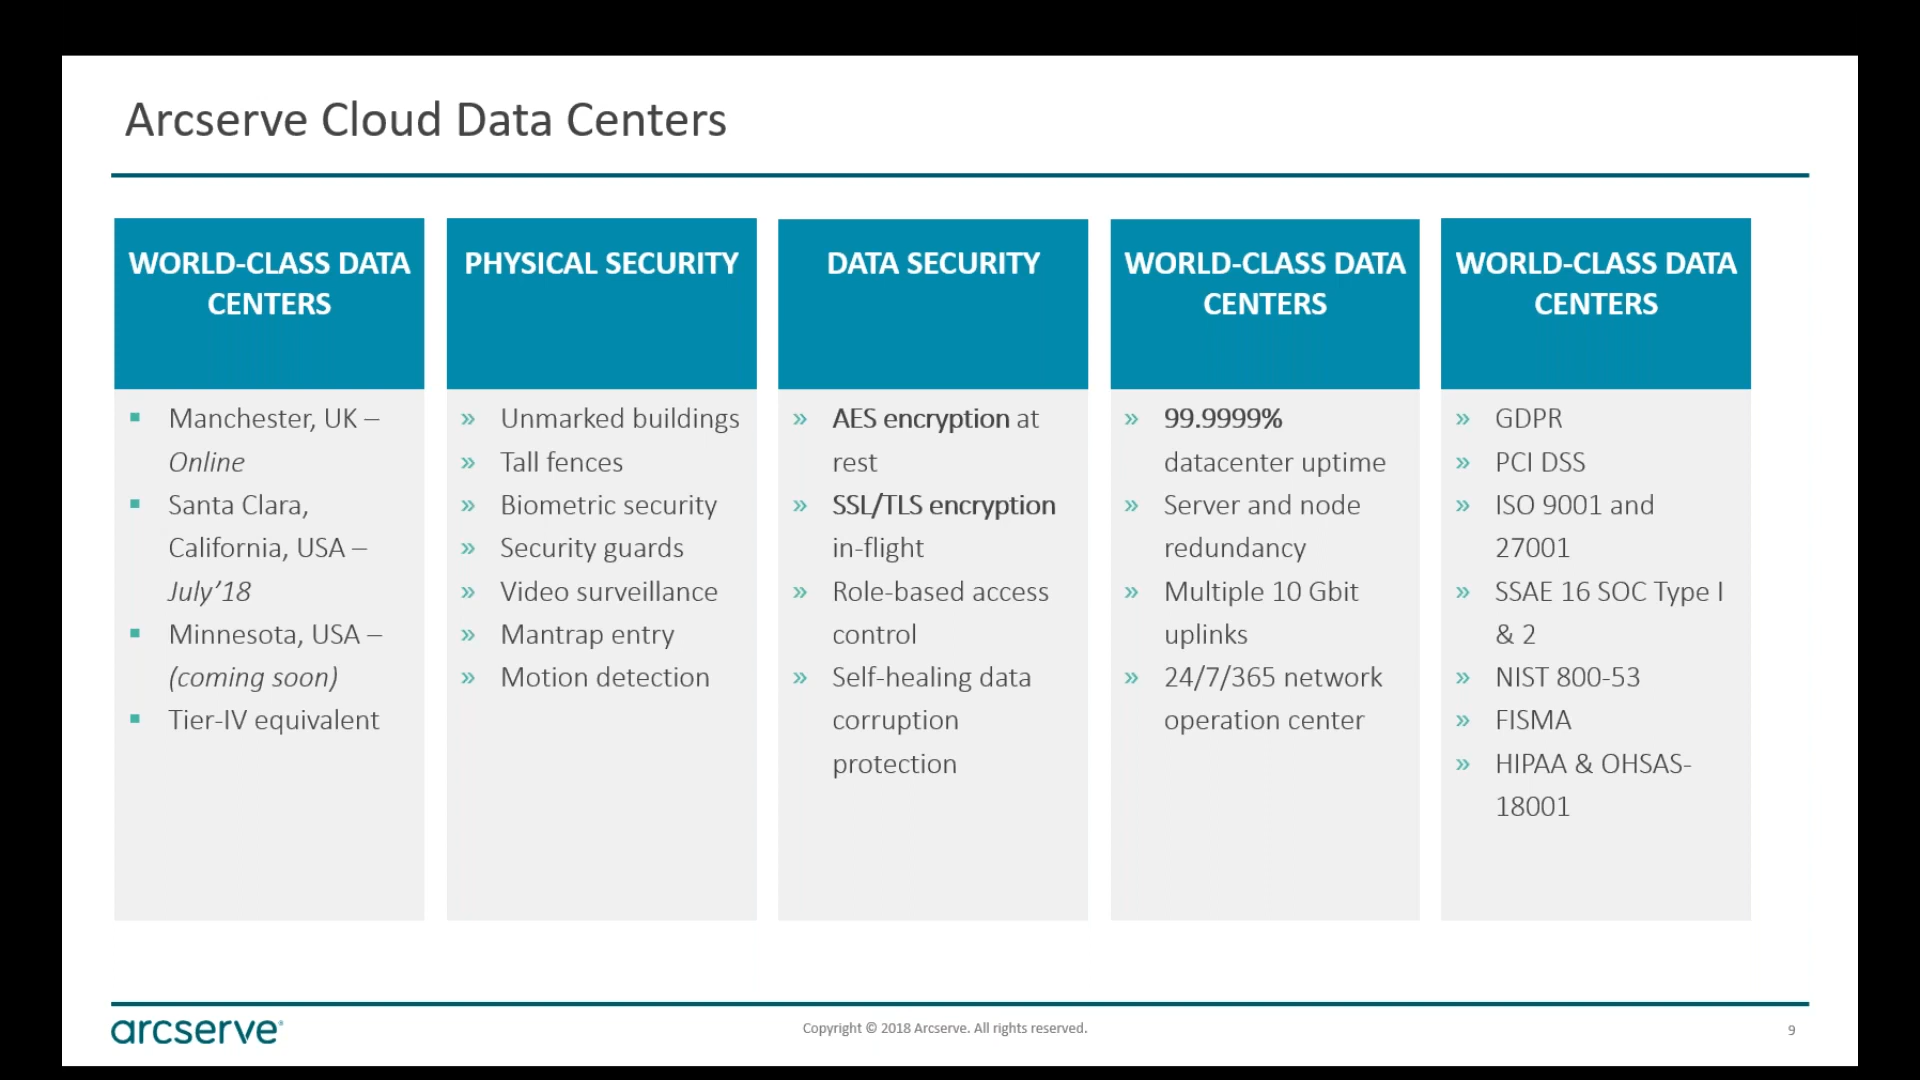 Arcserve Cloud Data Centers
WORLD-CLASS DATA
CENTERS
Manchester, UK –
Online
Santa Clara,
California, USA –
July’18
Minnesota, USA –
(coming soon)
Tier-IV equivalent
PHYSICAL SECURITY
» Unmarked buildings
» Tall fences
» Biometric security
» Security guards
» Video surveillance
» Mantrap entry
» Motion detection
DATA SECURITY
» AES encryption at
rest
» SSL/TLS encryption
in-flight
» Role-based access
control
» Self-healing data
corruption
protection
WORLD-CLASS DATA
CENTERS
» 99.9999%
datacenter uptime
» Server and node
redundancy
» Multiple 10 Gbit
uplinks
» 24/7/365 network
operation center
WORLD-CLASS DATA
CENTERS
» GDPR
» PCI DSS
» ISO 9001 and
27001
» SSAE 16 SOC Type I
& 2
» NIST 800-53
» FISMA
» HIPAA & OHSAS-
18001
arcserve®
Copyright © 2018 Arcserve. All rights reserved.
9